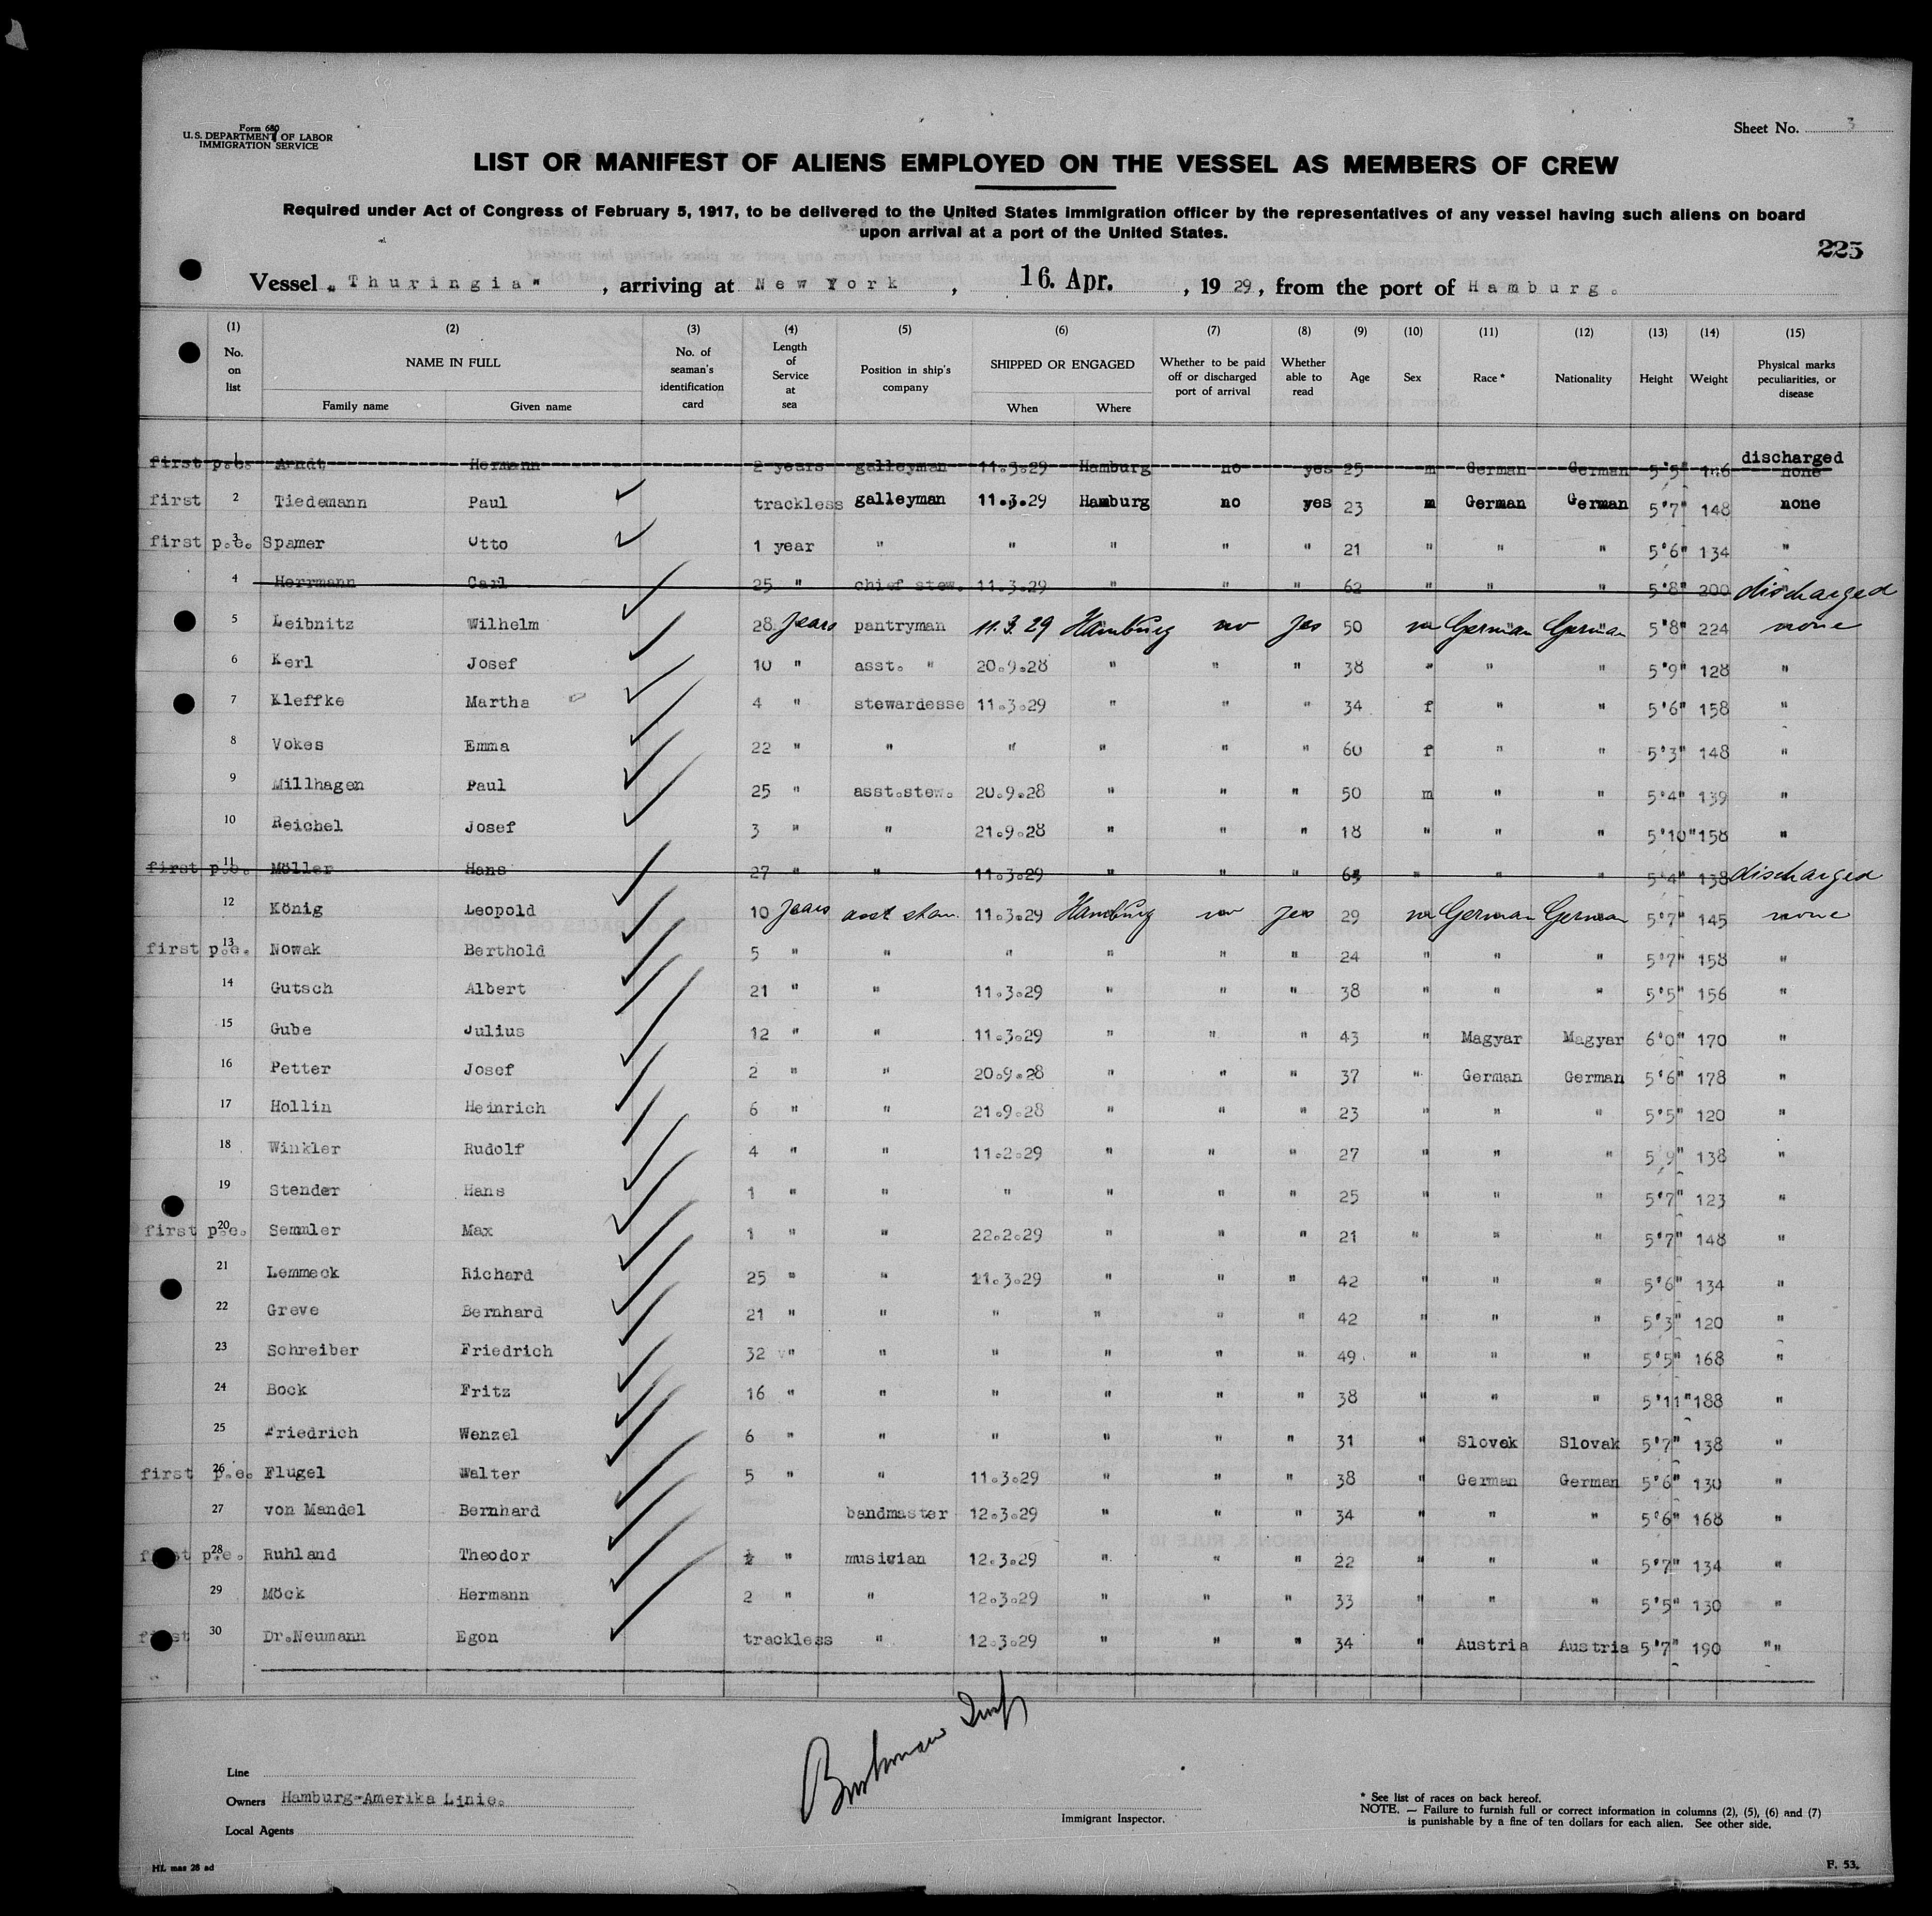 Form 680
U. S. DEPARTMENT OF LABOR
IMMIGRATION SERVICE
Sheet No. 3
LIST OR MANIFEST OF ALIENS EMPLOYED ON THE VESSEL AS MEMBERS OF CREW
Required under Act of Congress of February 5, 1917, to be delivered to the United States immigration officer by the representatives of any vessel having such aliens on board
upon arrival at a port of the United States.
225
Vessel "Thuringia", arriving at New York, 16. Apr., 1929, from the port of Hamburg.
(1) (2) (3) (4) (5) (6) (7) (8) (9) (10) (11) (12) (13) (14) (15)
No. on list NAME IN FULL Family name Given name No. of seaman's identification card Length of Service at sea Position in ship's company SHIPPED OR ENGAGED When Where Whether to be paid off or discharged port of arrival Whether able to read Age Sex Race * Nationality Height Weight Physical marks peculiarities, or disease
first p.e. 1 Arndt Hermann 2 years galleyman 11.3.29 Hamburg no yes 25 m German German 5'5" 146 none discharged
first 2 Tiedemann Paul trackless galleyman 11.3.29 Hamburg no yes 23 m German German 5'7" 148 none
first p.e. 3 Spamer Otto 1 year " " " " " 21 " " " 5'6" 134 "
4 Herrmann Carl 25 " chief stew. 11.3.29 " " " 62 " " " 5'8" 200 " discharged
5 Leibnitz Wilhelm 28 years pantryman 11.3.29 Hamburg no yes 50 m German German 5'8" 224 none
6 Kerl Josef 10 " asst. " 20.9.28 " " " 38 " " " 5'9" 128 "
7 Kleffke Martha 4 " stewardesse 11.3.29 " " " 34 f " " 5'6" 158 "
8 Vokes Emma 22 " " " " " " 60 f " " 5'3" 148 "
9 Millhagen Paul 25 " asst.stew. 20.9.28 " " " 50 m " " 5'4" 139 "
10 Reichel Josef 3 " " 21.9.28 " " " 18 " " " 5'10" 158 "
first p.e. 11 Möller Hans 27 " " 11.3.29 " " " " " " 5'4" 138 discharged
12 König Leopold 10 years asst 11.3.29 Hamburg no yes 29 m German German 5'7" 145 none
first p.e. 13 Nowak Berthold 5 " " " " " " 24 " " " 5'7" 158 "
14 Gutsch Albert 21 " " 11.3.29 " " " 38 " " " 5'5" 156 "
15 Gube Julius 12 " " 11.3.29 " " " 43 " Magyar Magyar 6'0" 170 "
16 Petter Josef 2 " " 20.9.28 " " " 37 " German German 5'6" 178 "
17 Hollin Heinrich 6 " " 21.9.28 " " " 23 " " " 5'5" 120 "
18 Winkler Rudolf 4 " " 11.2.29 " " " 27 " " " 5'9" 138 "
19 Stender Hans 1 " " " " " " 25 " " " 5'7" 123 "
first p.e. 20 Semmler Max 1 " " 22.2.29 " " " 21 " " " 5'7" 148 "
21 Lemmeck Richard 25 " " 11.3.29 " " " 42 " " " 5'6" 134 "
22 Greve Bernhard 21 " " " " " " 42 " " " 5'3" 120 "
23 Schreiber Friedrich 32 " " " " " " 49 " " " 5'5" 168 "
24 Bock Fritz 16 " " " " " " 38 " " " 5'11" 188 "
25 Friedrich Wenzel 6 " " " " " " 31 " Slovak Slovak 5'7" 138 "
first p.e. 26 Flugel Walter 5 " " 11.3.29 " " " 38 " German German 5'6" 130 "
27 von Mandel Bernhard bandmaster 12.3.29 " " " 34 " " " 5'6" 168 "
first p.e. 28 Ruhland Theodor ½ " musician 12.3.29 " " " 22 " " " 5'7" 134 "
29 Möck Hermann 2 " " 12.3.29 " " " 33 " " " 5'5" 130 "
first 30 Dr.Neumann Egon trackless " 12.3.29 " " " 34 " Austria Austria 5'7" 190 ""
Line
Owners Hamburg-Amerika Linie.
Local Agents
Immigrant Inspector.
* See list of races on back hereof.
NOTE. — Failure to furnish full or correct information in columns (2), (5), (6) and (7)
is punishable by a fine of ten dollars for each alien. See other side.
HL mas 28 ad
F. 53.